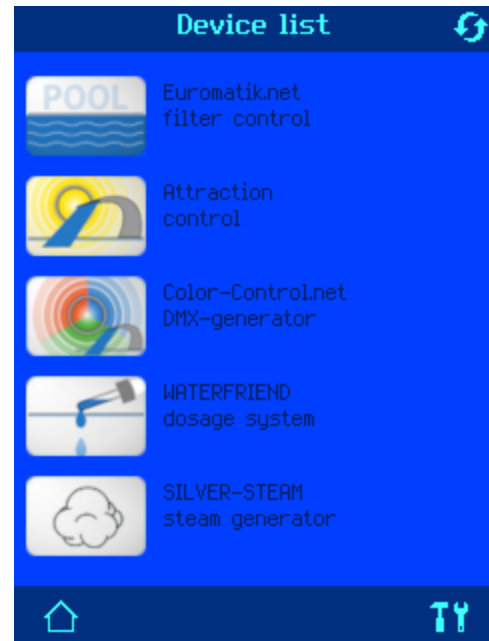 Device list
POOL
Euromatik.net
filter control
Attraction
control
Color-Control.net
DMX-generator
WATERFRIEND
dosage system
SILVER-STEAM
steam generator